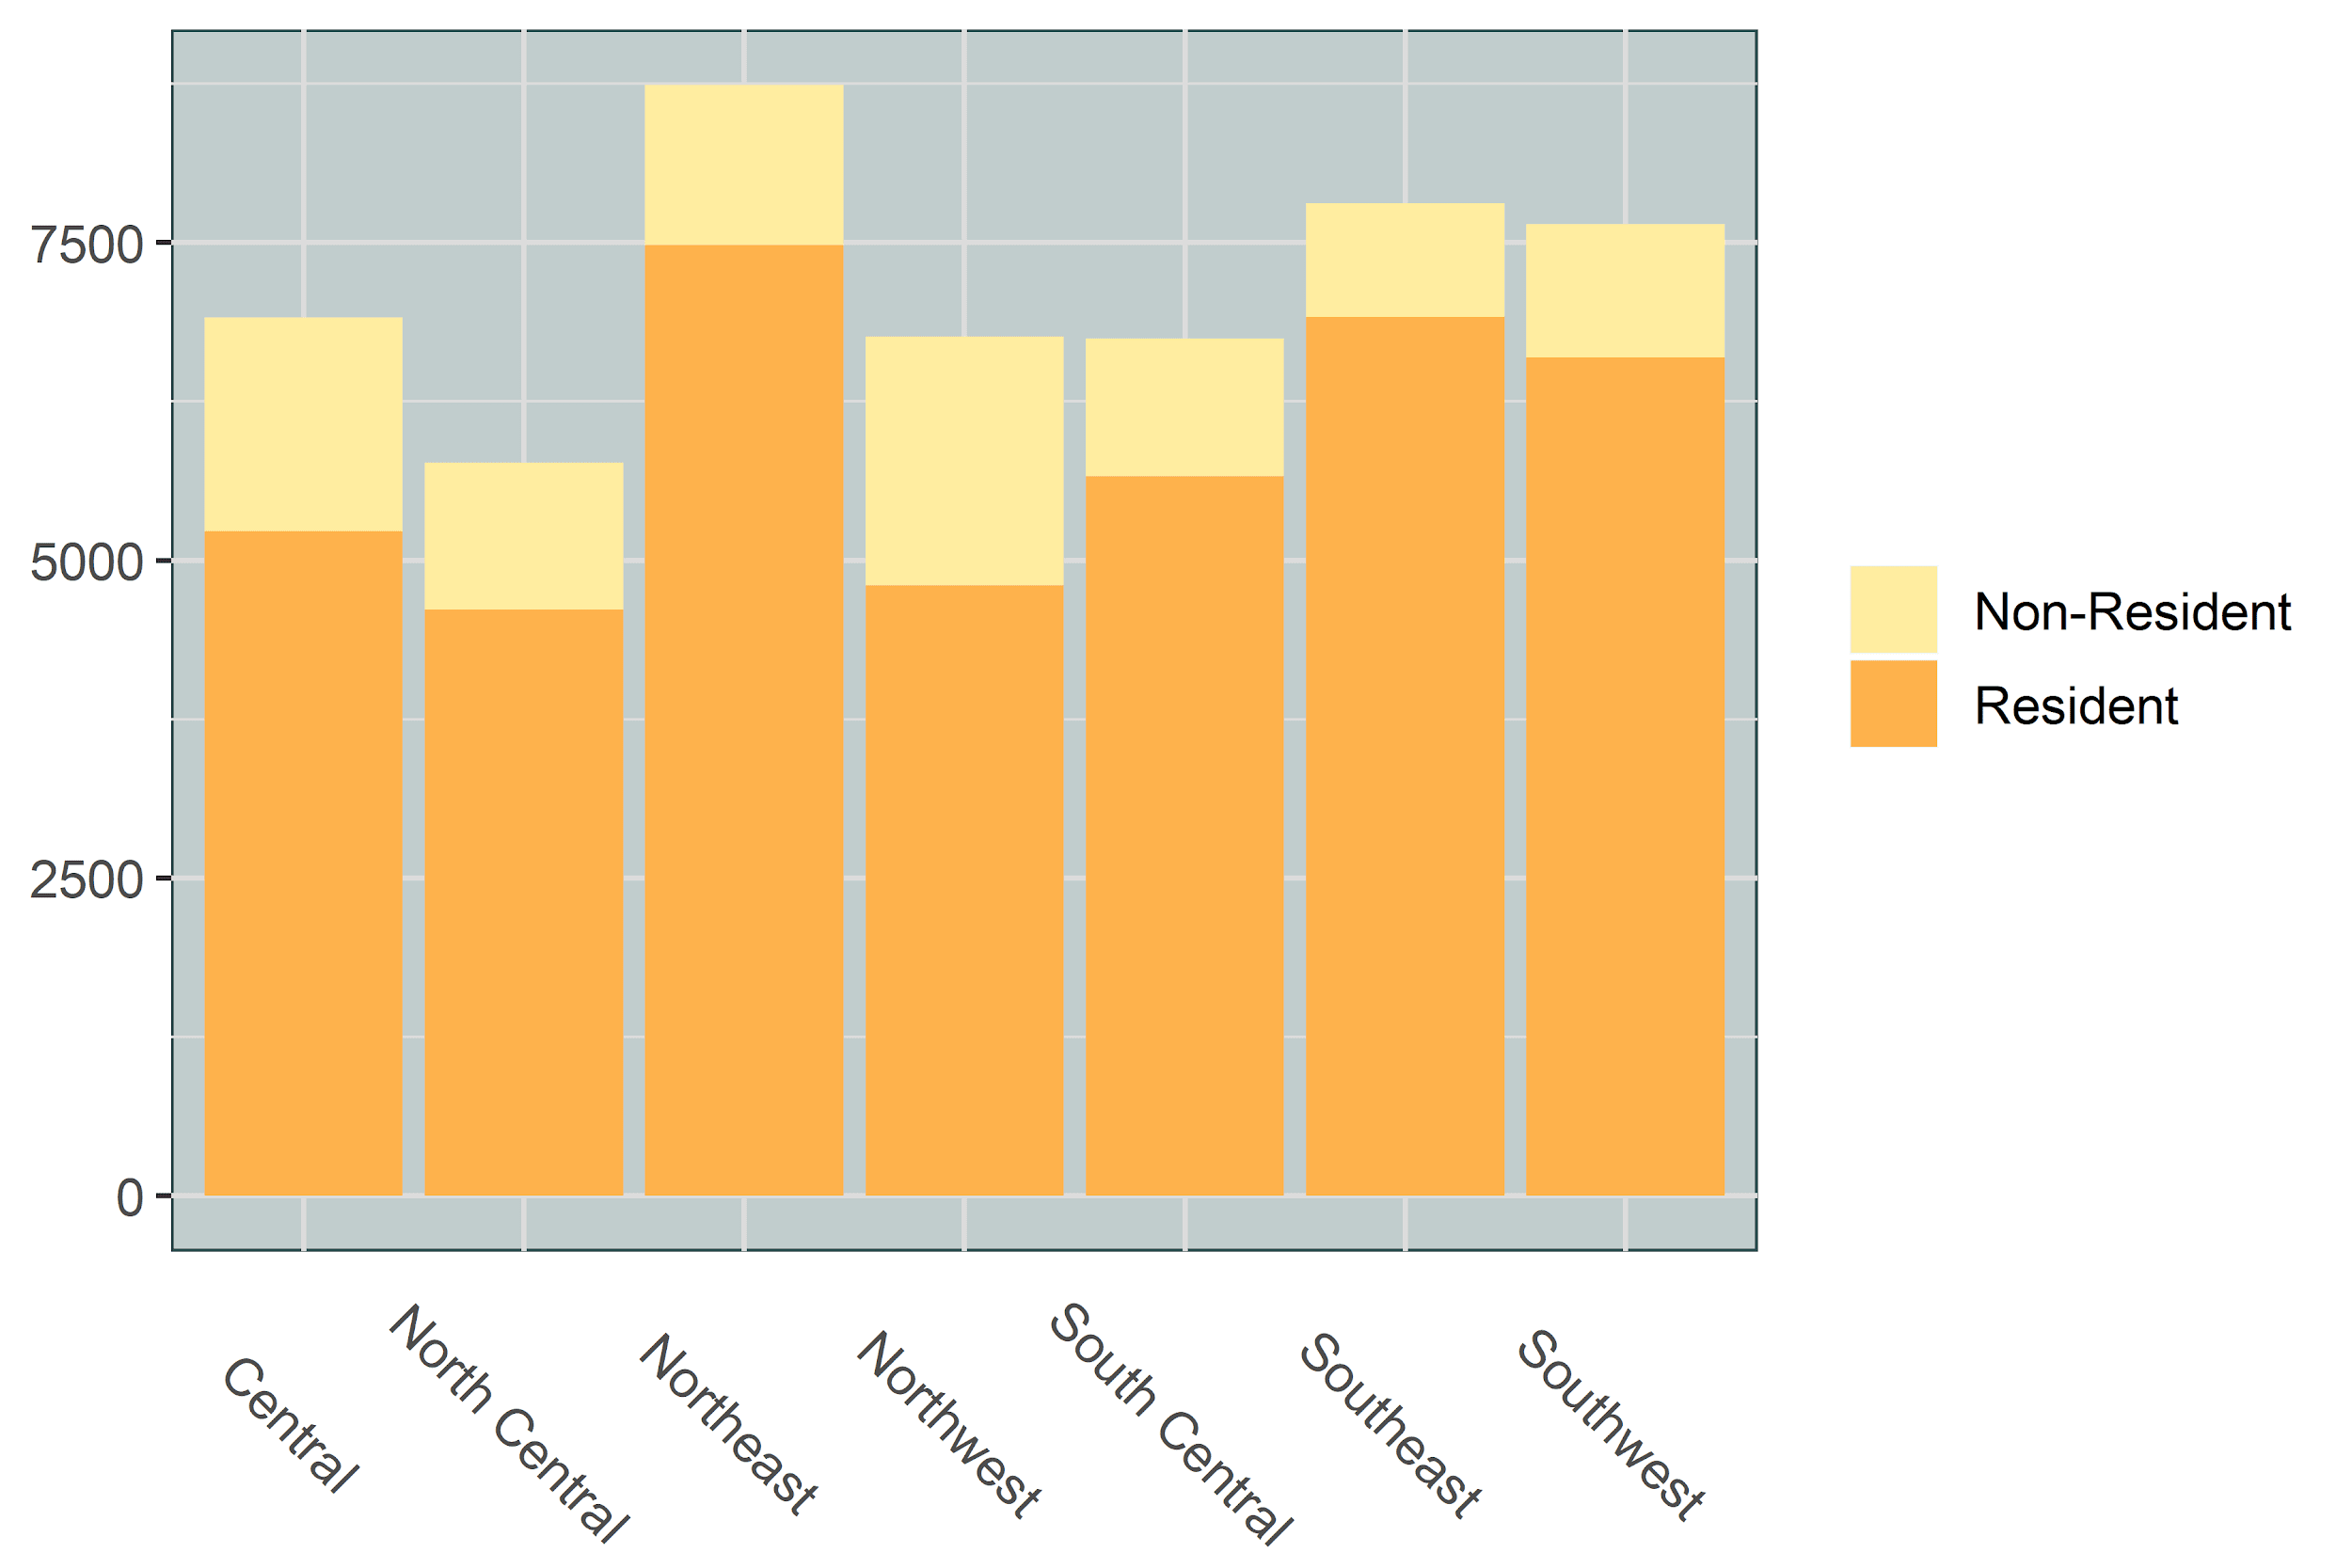 7500
5000
2500
0
Central
North Central
Northeast
Northwest
South Central
Southeast
Southwest
Non-Resident
Resident